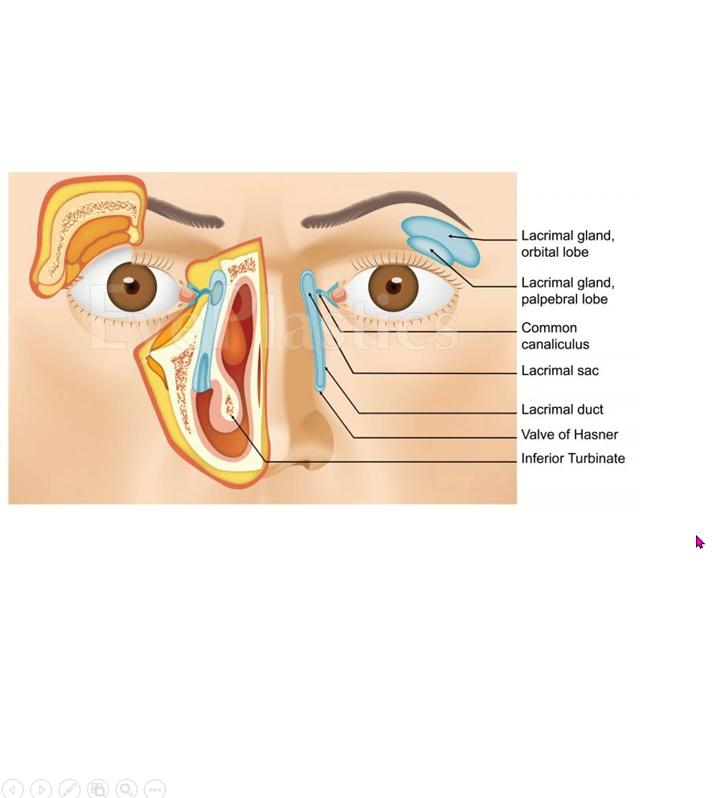 Lacrimal gland,
orbital lobe
Lacrimal gland,
palpebral lobe
Common
canaliculus
Lacrimal sac
Lacrimal duct
Valve of Hasner
Inferior Turbinate
EyePlastics